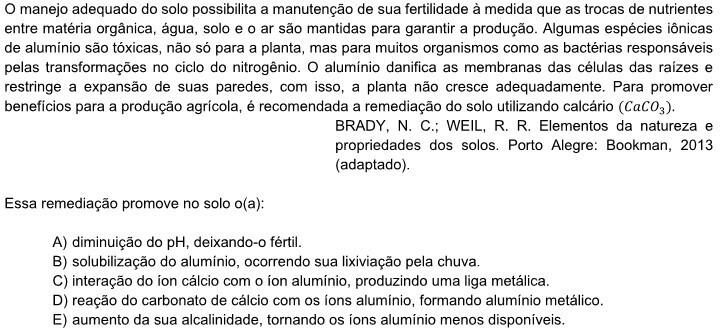 O manejo adequado do solo possibilita a manutenção de sua fertilidade à medida que as trocas de nutrientes
entre matéria orgânica, água, solo e o ar são mantidas para garantir a produção. Algumas espécies iônicas
de alumínio são tóxicas, não só para a planta, mas para muitos organismos como as bactérias responsáveis
pelas transformações no ciclo do nitrogênio. O alumínio danifica as membranas das células das raízes e
restringe a expansão de suas paredes, com isso, a planta não cresce adequadamente. Para promover
benefícios para a produção agrícola, é recomendada a remediação do solo utilizando calcário (CaCO₃).
BRADY, N. C.; WEIL, R. R. Elementos da natureza e
propriedades dos solos. Porto Alegre: Bookman, 2013
(adaptado).
Essa remediação promove no solo o(a):
A) diminuição do pH, deixando-o fértil.
B) solubilização do alumínio, ocorrendo sua lixiviação pela chuva.
C) interação do íon cálcio com o íon alumínio, produzindo uma liga metálica.
D) reação do carbonato de cálcio com os íons alumínio, formando alumínio metálico.
E) aumento da sua alcalinidade, tornando os íons alumínio menos disponíveis.